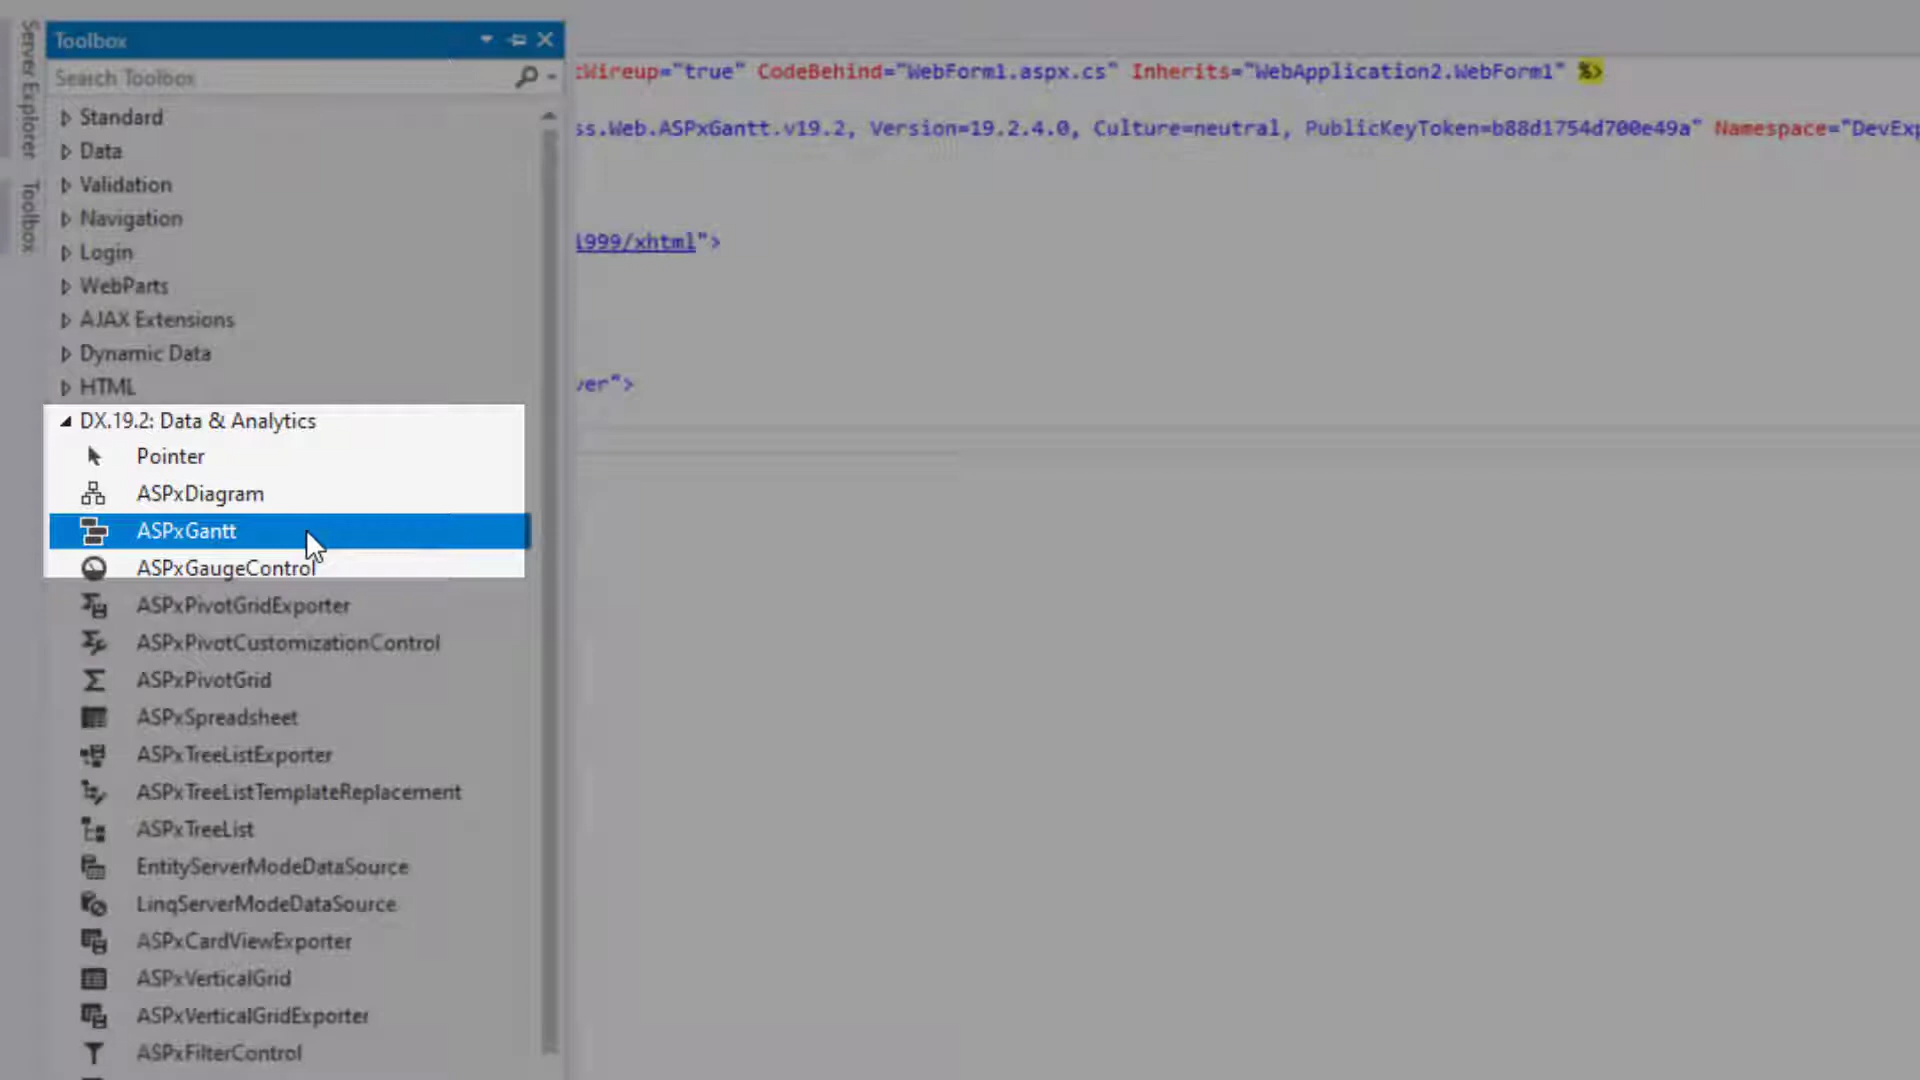 Server Explorer
Toolbox
Toolbox
Search Toolbox
Standard
Data
Validation
Navigation
Login
WebParts
AJAX Extensions
Dynamic Data
HTML
DX.19.2: Data & Analytics
Pointer
ASPxDiagram
ASPxGantt
ASPxGaugeControl
ASPxPivotGridExporter
ASPxPivotCustomizationControl
ASPxPivotGrid
ASPxSpreadsheet
ASPxTreeListExporter
ASPxTreeListTemplateReplacement
ASPxTreeList
EntityServerModeDataSource
LinqServerModeDataSource
ASPxCardViewExporter
ASPxVerticalGrid
ASPxVerticalGridExporter
ASPxFilterControl
tWireup="true" CodeBehind="WebForm1.aspx.cs" Inherits="WebApplication2.WebForm1" %>
ss.Web.ASPxGantt.v19.2, Version=19.2.4.0, Culture=neutral, PublicKeyToken=b88d1754d700e49a" Namespace="DevExp
1999/xhtml">
ver">